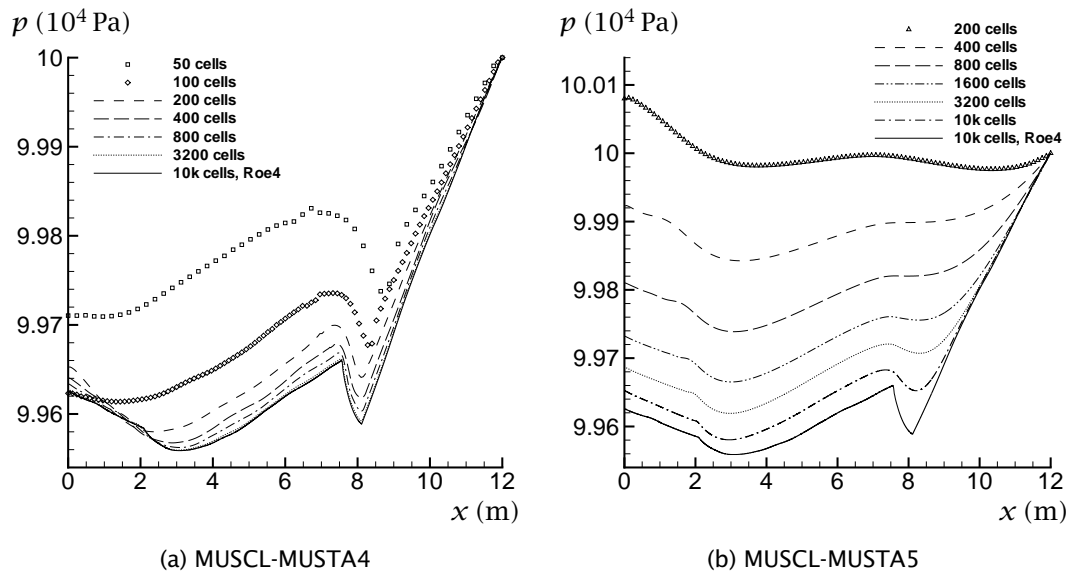 p (10⁴ Pa)
10
9.99
9.98
9.97
9.96
0 2 4 6 8 10 12
x (m)
50 cells
100 cells
200 cells
400 cells
800 cells
3200 cells
10k cells, Roe4
(a) MUSCL-MUSTA4
p (10⁴ Pa)
10.01
10
9.99
9.98
9.97
9.96
0 2 4 6 8 10 12
x (m)
200 cells
400 cells
800 cells
1600 cells
3200 cells
10k cells
10k cells, Roe4
(b) MUSCL-MUSTA5